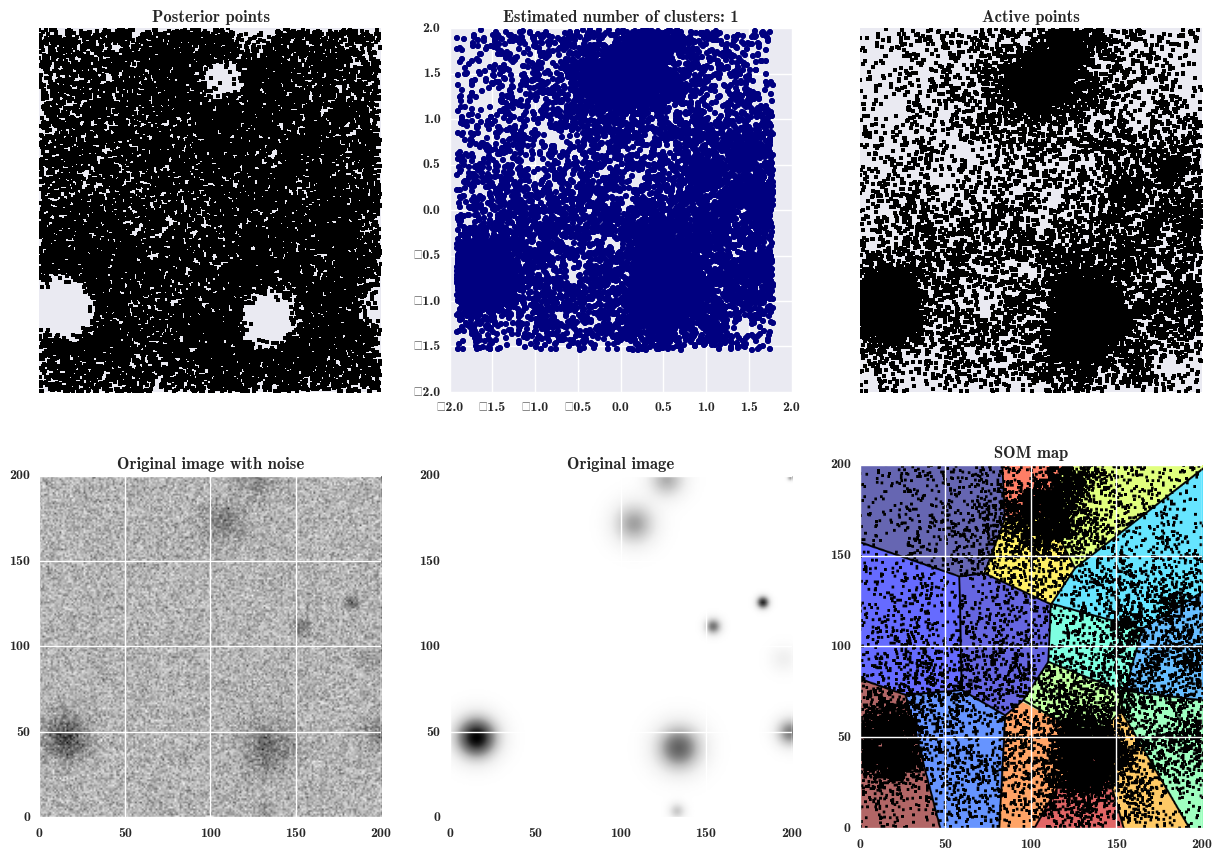 Posterior points
Estimated number of clusters: 1
Active points
2.0
1.5
1.0
0.5
0.0
□0.5
□1.0
□1.5
□2.0
□2.0 □1.5 □1.0 □0.5 0.0 0.5 1.0 1.5 2.0
Original image with noise
Original image
SOM map
200
150
100
50
0
0 50 100 150 200
200
150
100
50
0
0 50 100 150 200
200
150
100
50
0
0 50 100 150 200